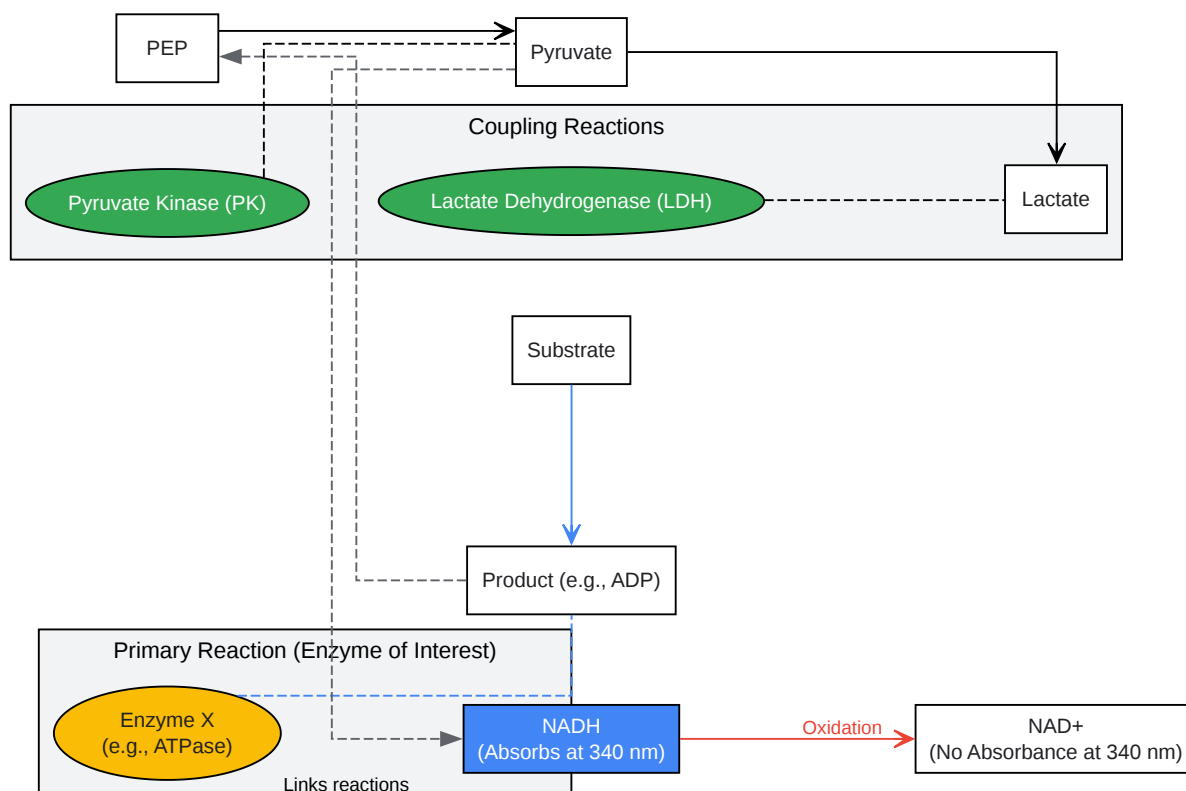 PEP
Pyruvate
Coupling Reactions
Pyruvate Kinase (PK)
Lactate Dehydrogenase (LDH)
Lactate
Substrate
Product (e.g., ADP)
Primary Reaction (Enzyme of Interest)
Enzyme X
(e.g., ATPase)
NADH
(Absorbs at 340 nm)
Oxidation
NAD+
(No Absorbance at 340 nm)
Links reactions